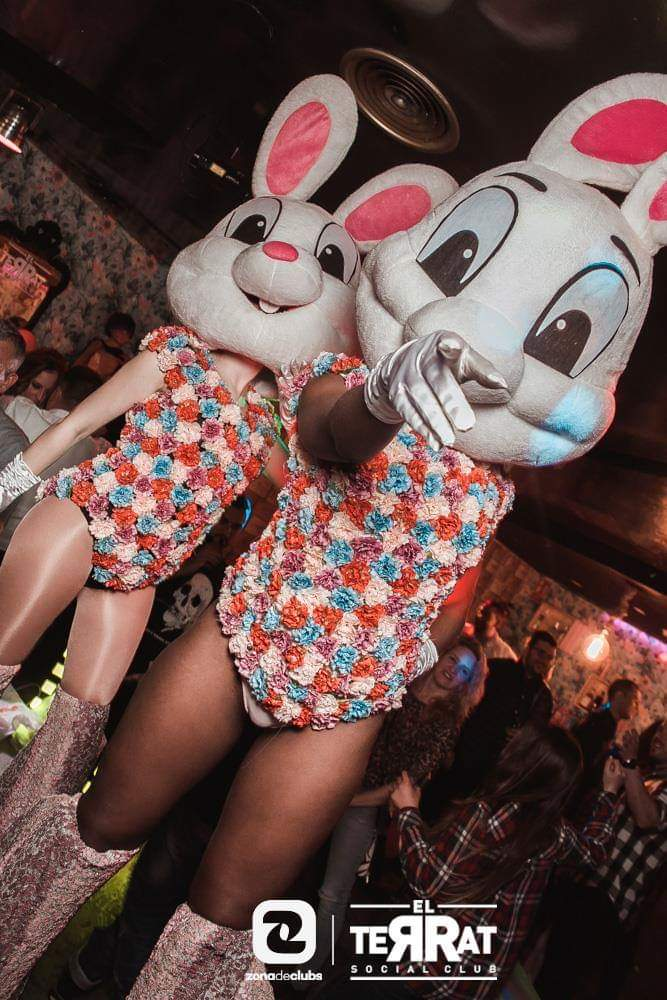 zonadeclubs
EL
TERRAT
SOCIAL CLUB